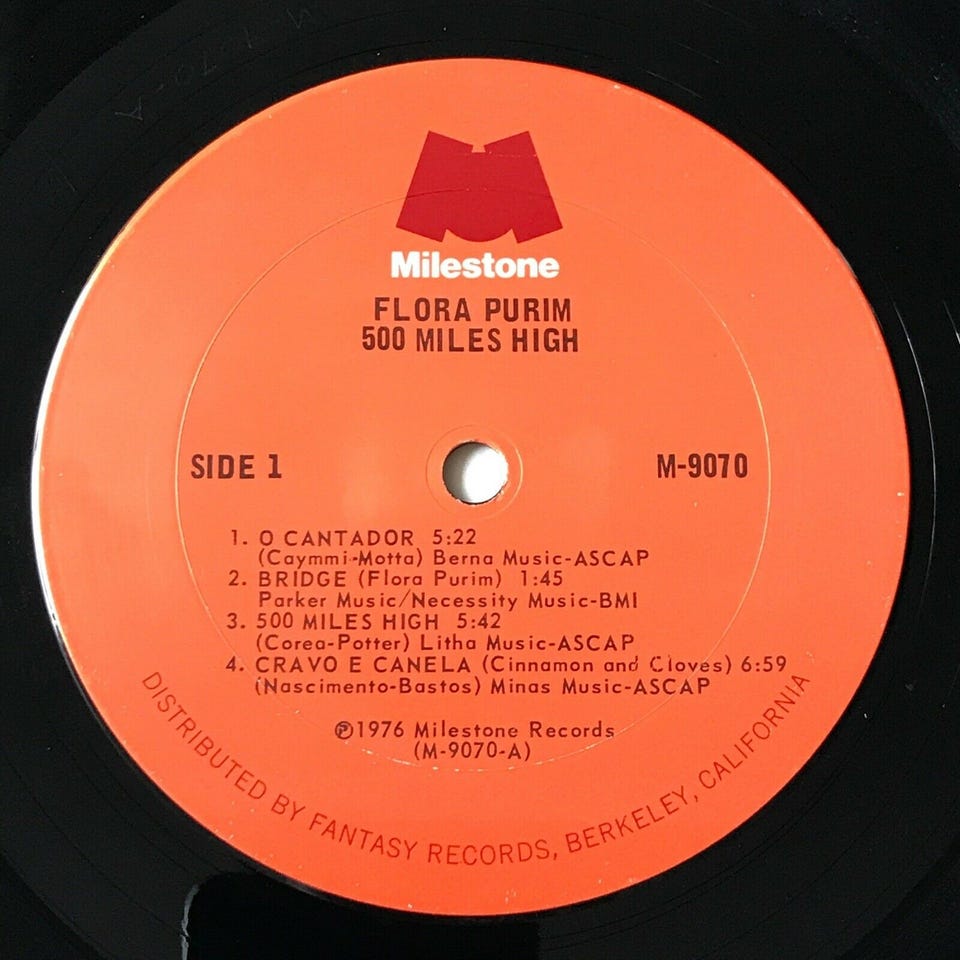 Milestone
FLORA PURIM
500 MILES HIGH
SIDE 1
M-9070
1. O CANTADOR 5:22
(Caymmi-Motta) Berna Music-ASCAP
2. BRIDGE (Flora Purim) 1:45
Parker Music/Necessity Music-BMI
3. 500 MILES HIGH 5:42
(Corea-Potter) Litha Music-ASCAP
4. CRAVO E CANELA (Cinnamon and Cloves) 6:59
(Nascimento-Bastos) Minas Music-ASCAP
℗1976 Milestone Records
(M-9070-A)
DISTRIBUTED BY FANTASY RECORDS, BERKELEY, CALIFORNIA